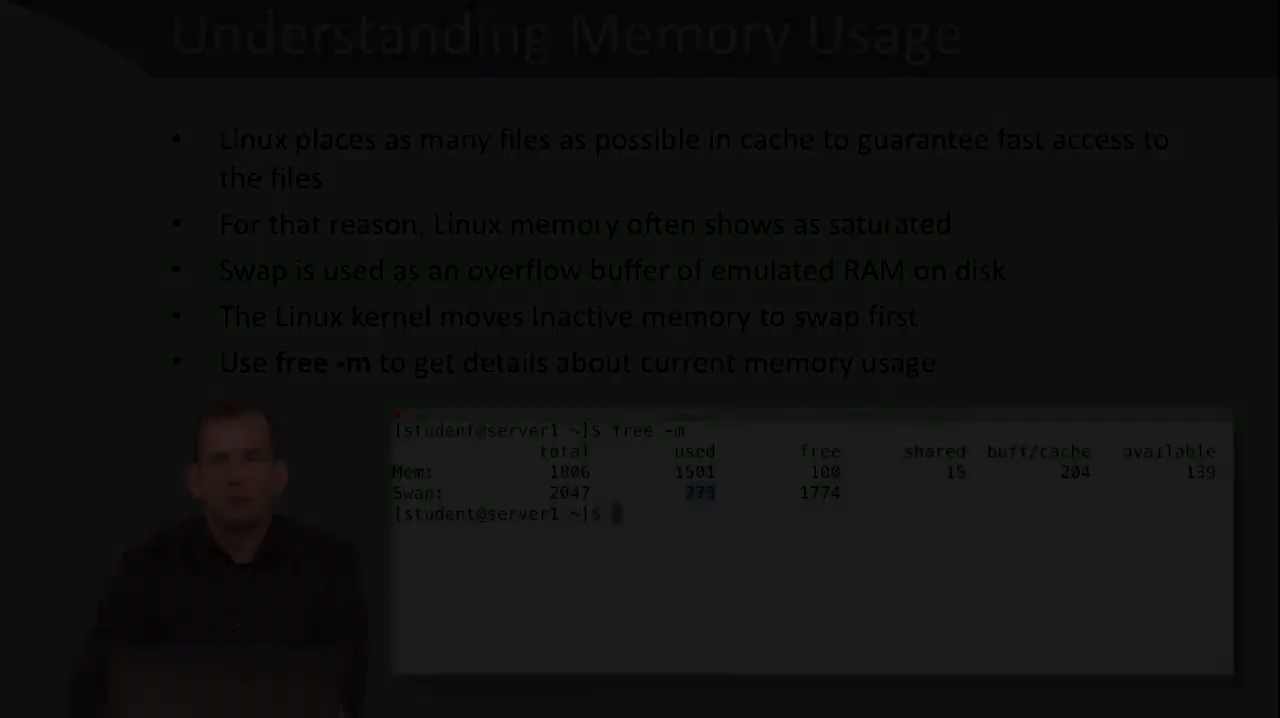 Understanding Memory Usage
• Linux places as many files as possible in cache to guarantee fast access to
the files
• For that reason, Linux memory often shows as saturated
• Swap is used as an overflow buffer of emulated RAM on disk
• The Linux kernel moves Inactive memory to swap first
• Use free -m to get details about current memory usage
[student@server1 ~]$ free -m
total used free shared buff/cache available
Mem: 1806 1501 100 15 204 139
Swap: 2047 273 1774
[student@server1 ~]$